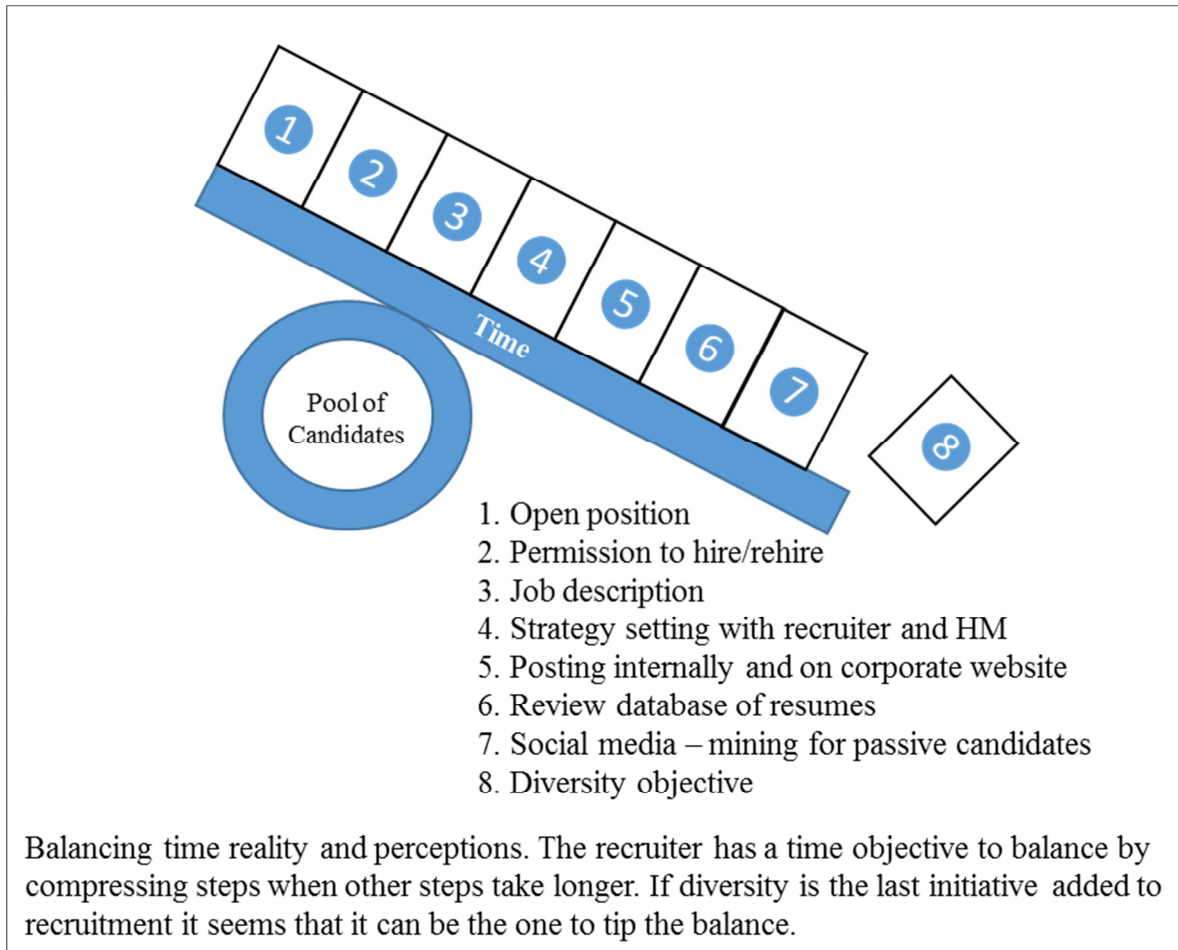 1
2
3
4
5
6
7
8
Time
Pool of
Candidates
1. Open position
2. Permission to hire/rehire
3. Job description
4. Strategy setting with recruiter and HM
5. Posting internally and on corporate website
6. Review database of resumes
7. Social media – mining for passive candidates
8. Diversity objective
Balancing time reality and perceptions. The recruiter has a time objective to balance by
compressing steps when other steps take longer. If diversity is the last initiative added to
recruitment it seems that it can be the one to tip the balance.